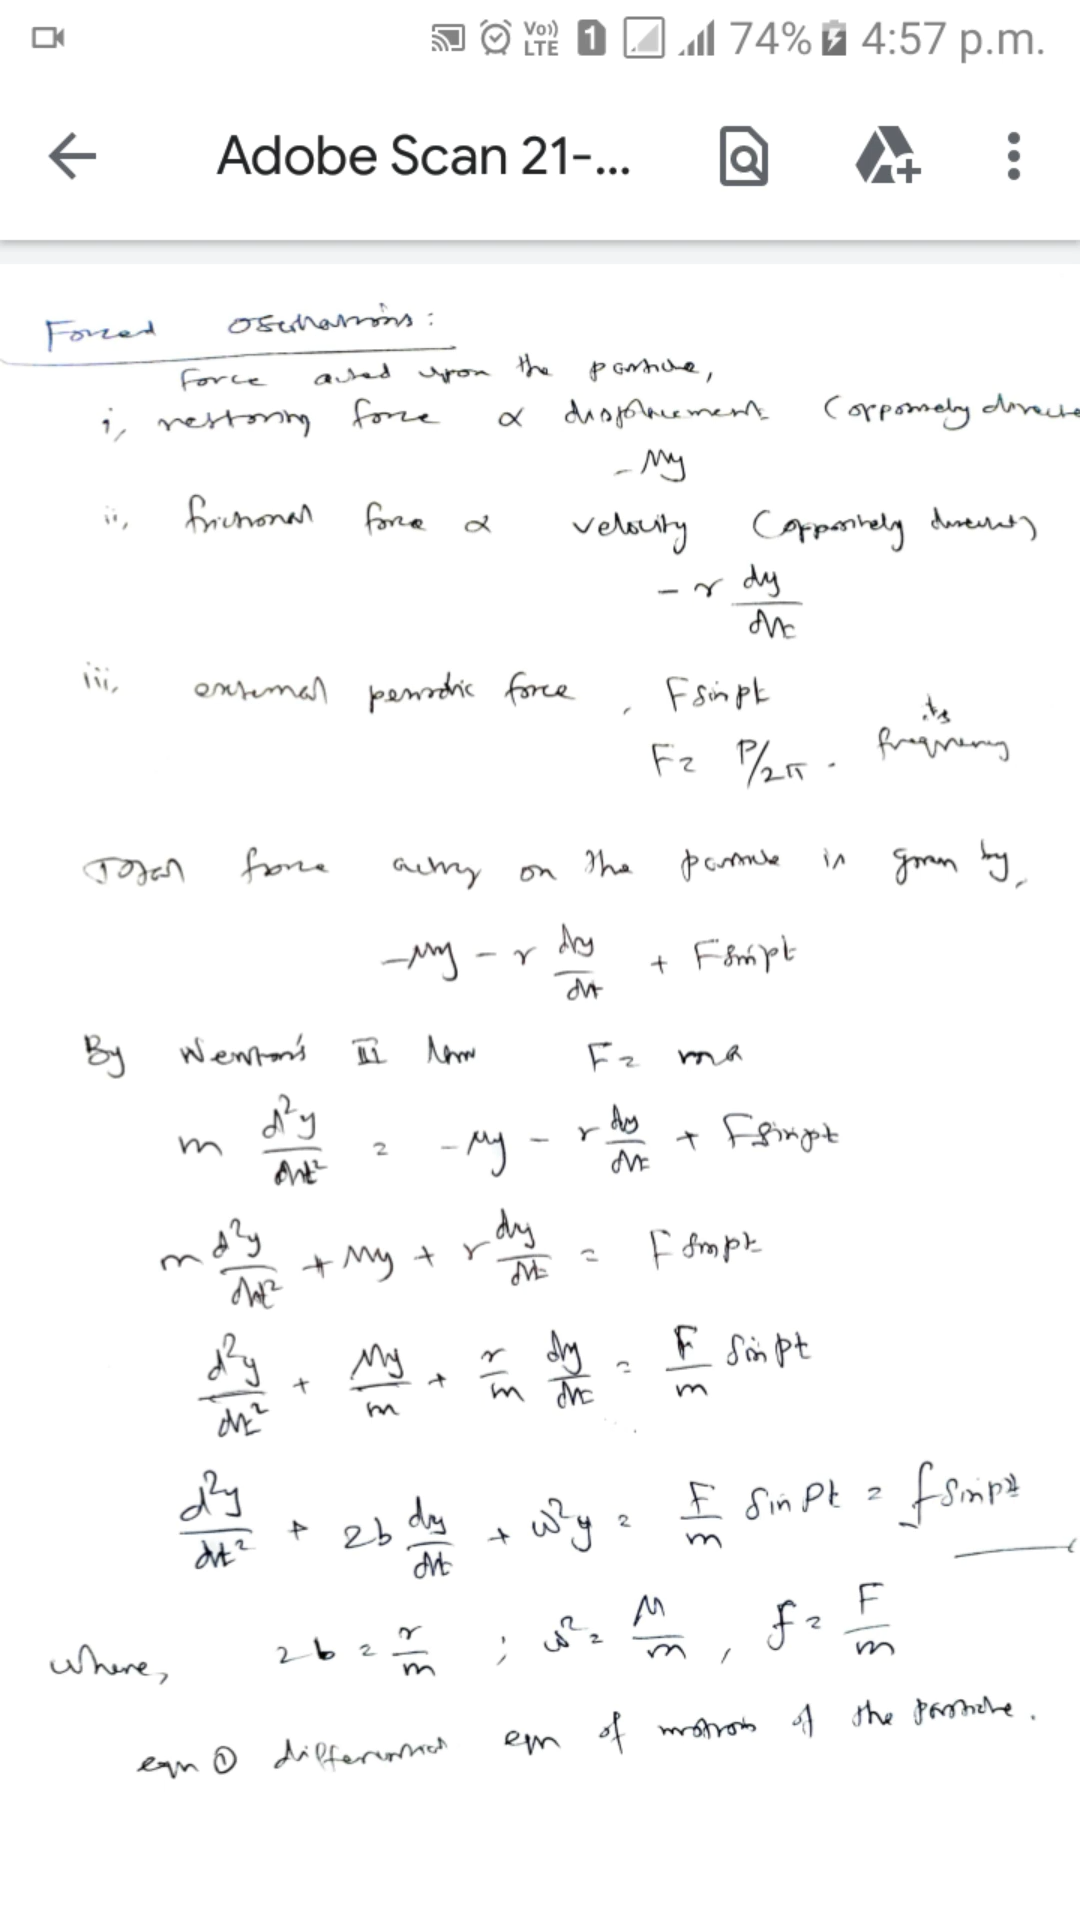 Vo)) LTE 1 74% 4:57 p.m.
Adobe Scan 21-...
Forced oscillations:
Force acted upon the particle,
i, restoring force ∝ displacement (oppositely directe
- μy
ii, frictional force ∝ velocity (oppositely directed)
- r dy/dt
iii, external periodic force, F sin pt
F = P/2π . its frequency
Total force acting on the particle is given by,
-μy - r dy/dt + F sin pt
By Newton's II law F = ma
m d²y/dt² = -μy - r dy/dt + F sin pt
m d²y/dt² + μy + r dy/dt = F sin pt
d²y/dt² + μy/m + r/m dy/dt = F/m sin pt
d²y/dt² + 2b dy/dt + ω²y = F/m sin pt = f sin pt
where, 2b = r/m ; ω² = μ/m , f = F/m
eqn ① differential eqn of motion of the particle.